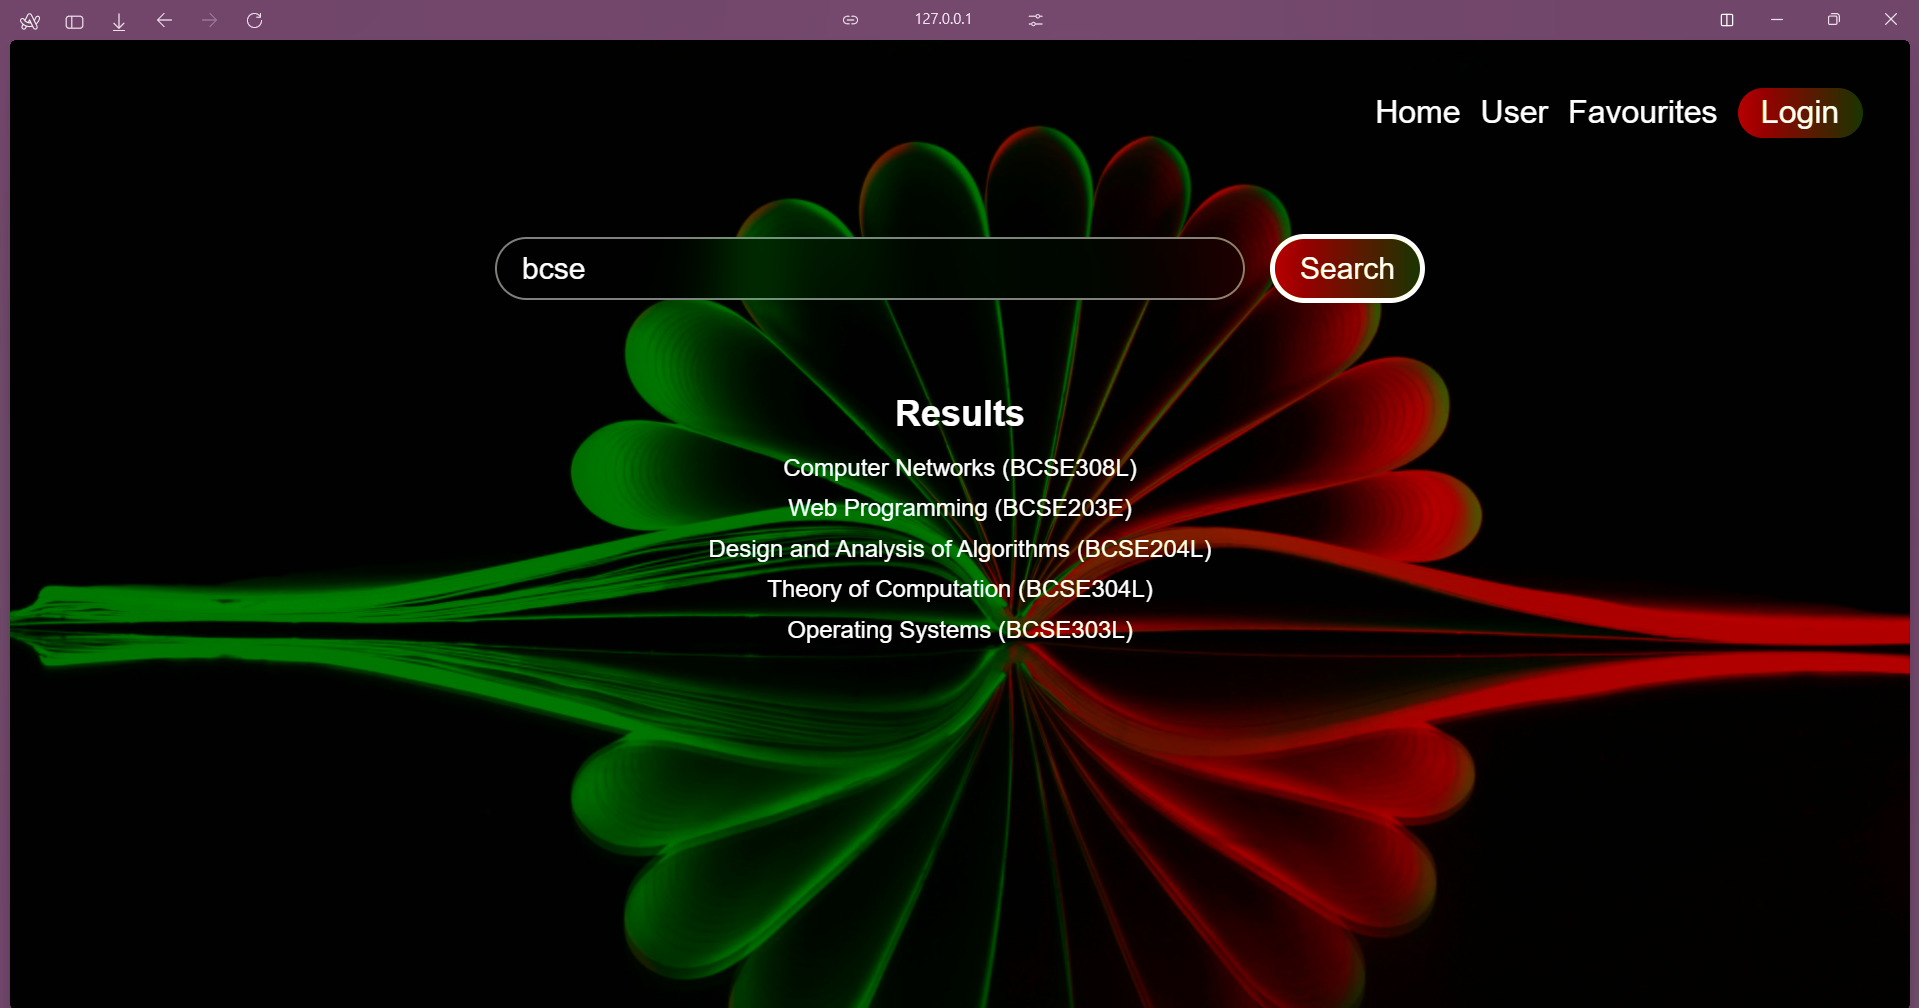 127.0.0.1
Home User Favourites Login
bcse Search
Results
Computer Networks (BCSE308L)
Web Programming (BCSE203E)
Design and Analysis of Algorithms (BCSE204L)
Theory of Computation (BCSE304L)
Operating Systems (BCSE303L)